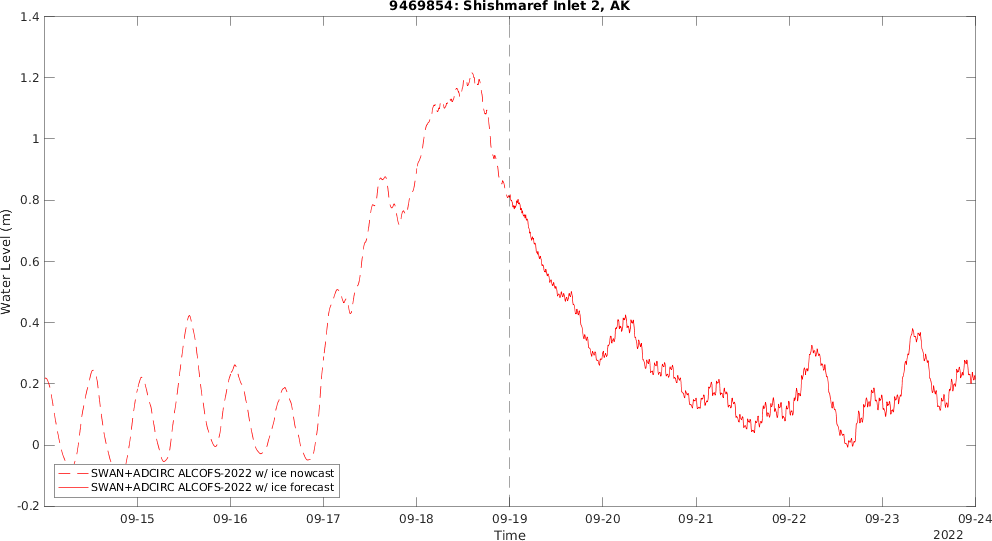 9469854: Shishmaref Inlet 2, AK
1.4
1.2
1
0.8
0.6
0.4
0.2
0
-0.2
Water Level (m)
SWAN+ADCIRC ALCOFS-2022 w/ ice nowcast
SWAN+ADCIRC ALCOFS-2022 w/ ice forecast
09-15 09-16 09-17 09-18 09-19 09-20 09-21 09-22 09-23 09-24
Time
2022